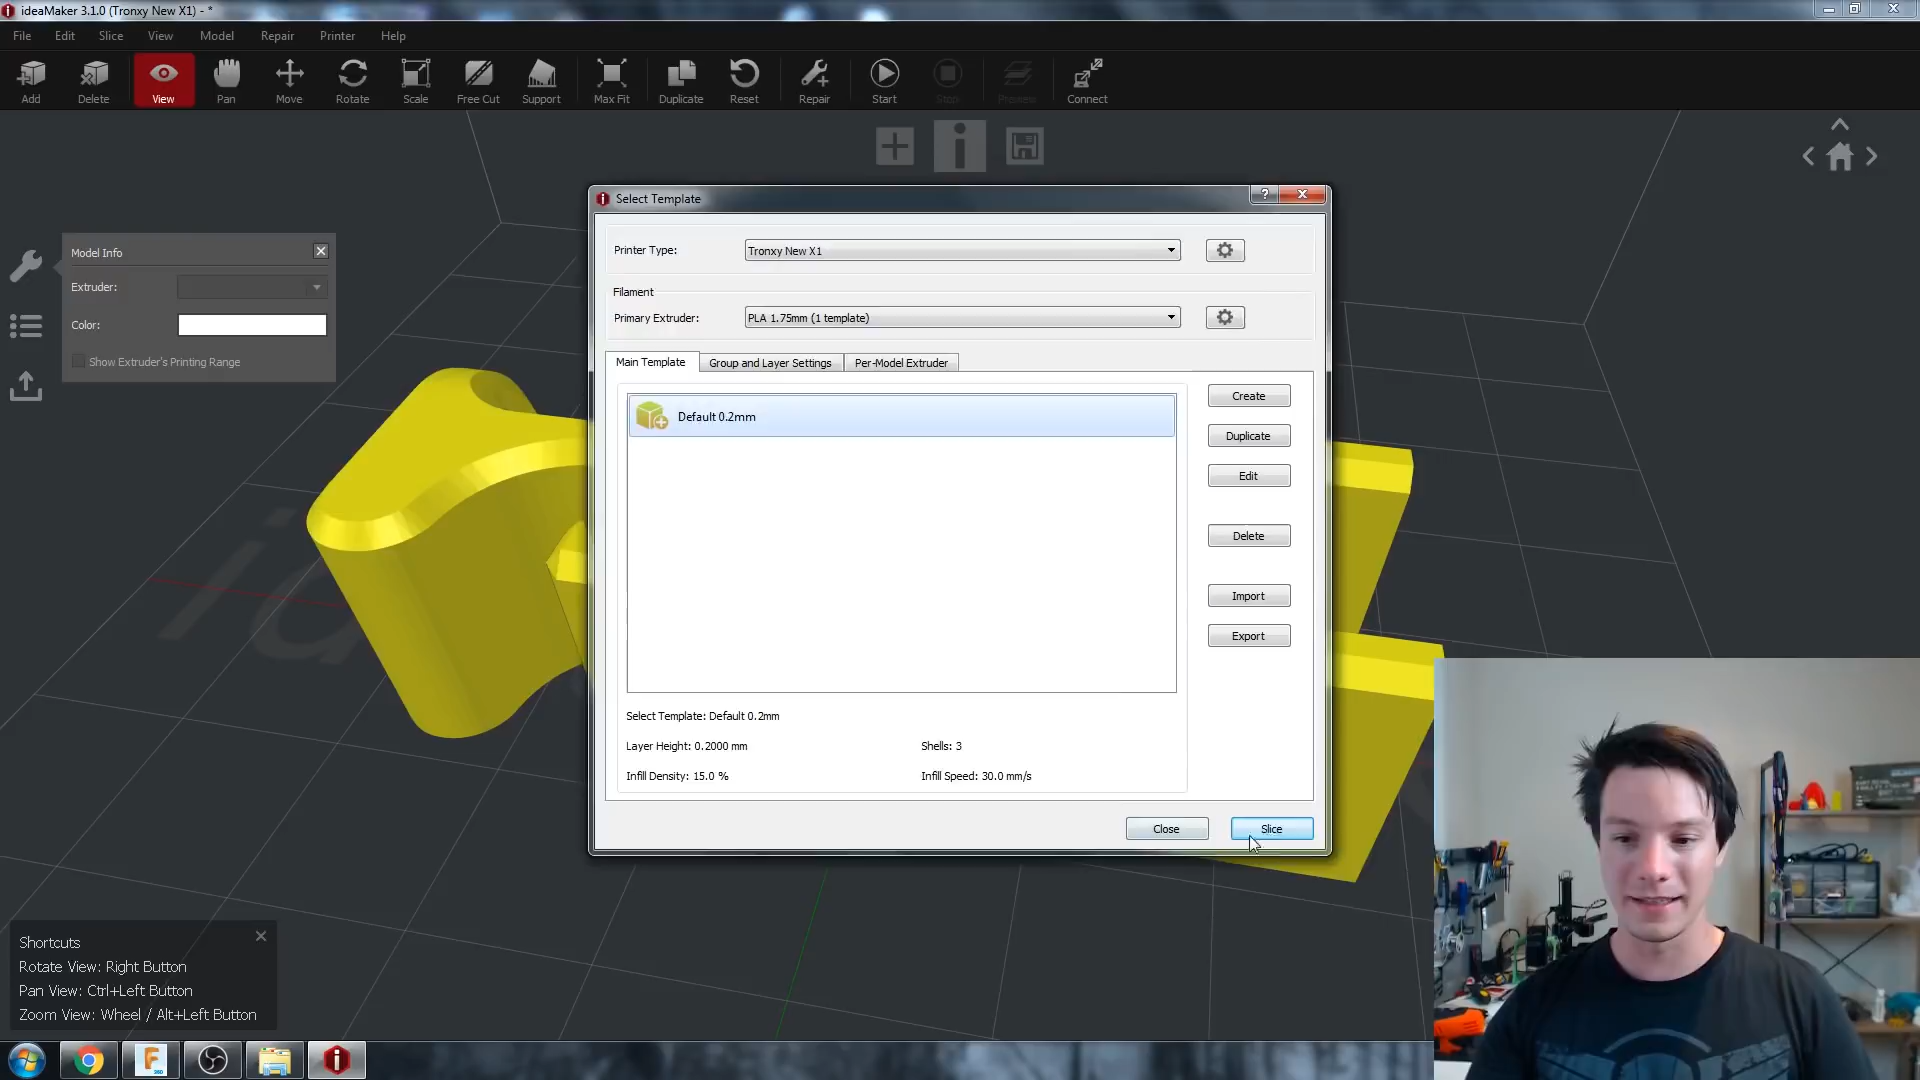 ideaMaker 3.1.0 (Tronxy New X1) - *
File Edit Slice View Model Repair Printer Help
Add Delete View Pan Move Rotate Scale Free Cut Support Max Fit Duplicate Reset Repair Start Stop Preview Connect
Select Template
Printer Type: Tronxy New X1
Filament
Primary Extruder: PLA 1.75mm (1 template)
Main Template Group and Layer Settings Per-Model Extruder
Default 0.2mm
Create
Duplicate
Edit
Delete
Import
Export
Select Template: Default 0.2mm
Layer Height: 0.2000 mm Shells: 3
Infill Density: 15.0 % Infill Speed: 30.0 mm/s
Close Slice
Model Info
Extruder:
Color:
Show Extruder's Printing Range
Shortcuts
Rotate View: Right Button
Pan View: Ctrl+Left Button
Zoom View: Wheel / Alt+Left Button